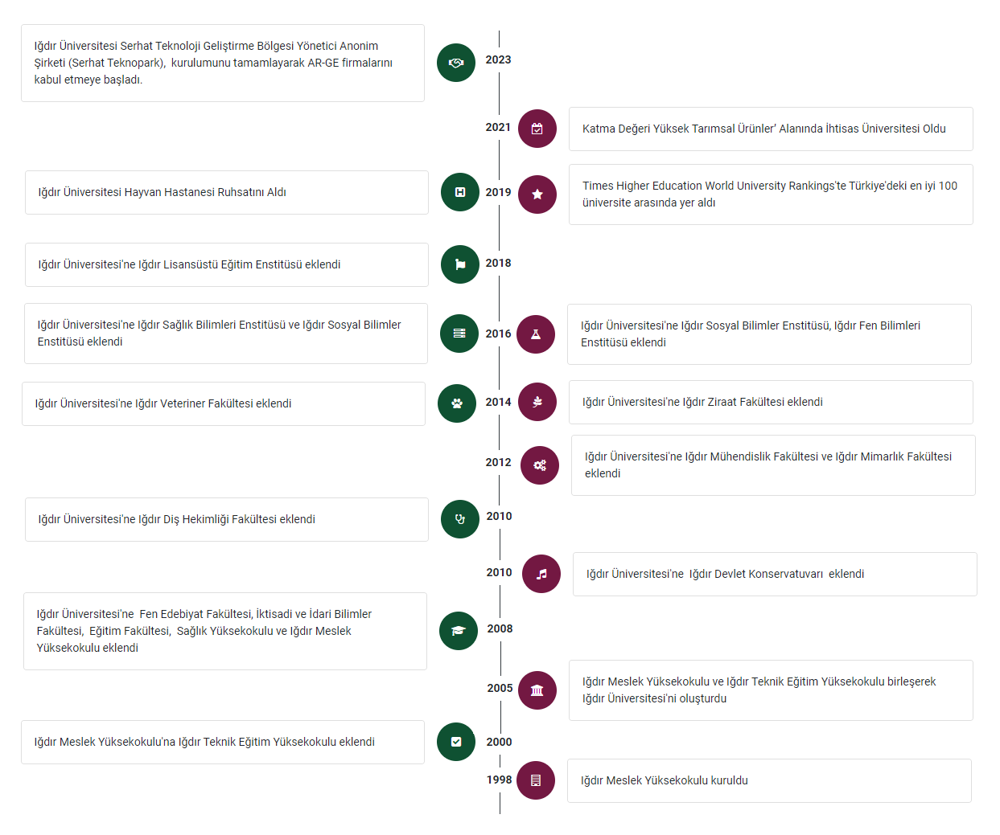 Iğdır Üniversitesi Serhat Teknoloji Geliştirme Bölgesi Yönetici Anonim
Şirketi (Serhat Teknopark),  kurulumunu tamamlayarak AR-GE firmalarını
kabul etmeye başladı.
2023
2021
Katma Değeri Yüksek Tarımsal Ürünler’ Alanında İhtisas Üniversitesi Oldu
Iğdır Üniversitesi Hayvan Hastanesi Ruhsatını Aldı
2019
Times Higher Education World University Rankings'te Türkiye'deki en iyi 100
üniversite arasında yer aldı
Iğdır Üniversitesi'ne Iğdır Lisansüstü Eğitim Enstitüsü eklendi
2018
Iğdır Üniversitesi'ne Iğdır Sağlık Bilimleri Enstitüsü ve Iğdır Sosyal Bilimler
Enstitüsü eklendi
2016
Iğdır Üniversitesi'ne Iğdır Sosyal Bilimler Enstitüsü, Iğdır Fen Bilimleri
Enstitüsü eklendi
Iğdır Üniversitesi'ne Iğdır Veteriner Fakültesi eklendi
2014
Iğdır Üniversitesi'ne Iğdır Ziraat Fakültesi eklendi
2012
Iğdır Üniversitesi'ne Iğdır Mühendislik Fakültesi ve Iğdır Mimarlık Fakültesi
eklendi
Iğdır Üniversitesi'ne Iğdır Diş Hekimliği Fakültesi eklendi
2010
2010
Iğdır Üniversitesi'ne  Iğdır Devlet Konservatuvarı  eklendi
Iğdır Üniversitesi'ne  Fen Edebiyat Fakültesi, İktisadi ve İdari Bilimler
Fakültesi,  Eğitim Fakültesi,  Sağlık Yüksekokulu ve Iğdır Meslek
Yüksekokulu eklendi
2008
2005
Iğdır Meslek Yüksekokulu ve Iğdır Teknik Eğitim Yüksekokulu birleşerek
Iğdır Üniversitesi'ni oluşturdu
Iğdır Meslek Yüksekokulu'na Iğdır Teknik Eğitim Yüksekokulu eklendi
2000
1998
Iğdır Meslek Yüksekokulu kuruldu